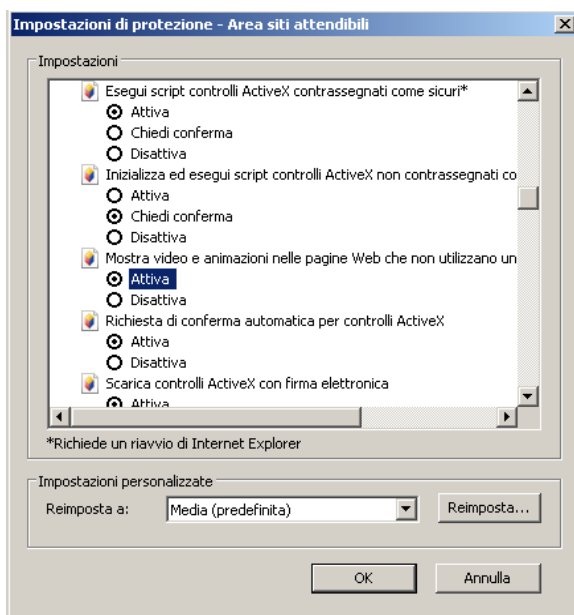 Impostazioni di protezione - Area siti attendibili
Impostazioni
Esegui script controlli ActiveX contrassegnati come sicuri*
Attiva
Chiedi conferma
Disattiva
Inizializza ed esegui script controlli ActiveX non contrassegnati co
Attiva
Chiedi conferma
Disattiva
Mostra video e animazioni nelle pagine Web che non utilizzano un
Attiva
Disattiva
Richiesta di conferma automatica per controlli ActiveX
Attiva
Disattiva
Scarica controlli ActiveX con firma elettronica
Attiva
*Richiede un riavvio di Internet Explorer
Impostazioni personalizzate
Reimposta a: Media (predefinita) Reimposta...
OK Annulla